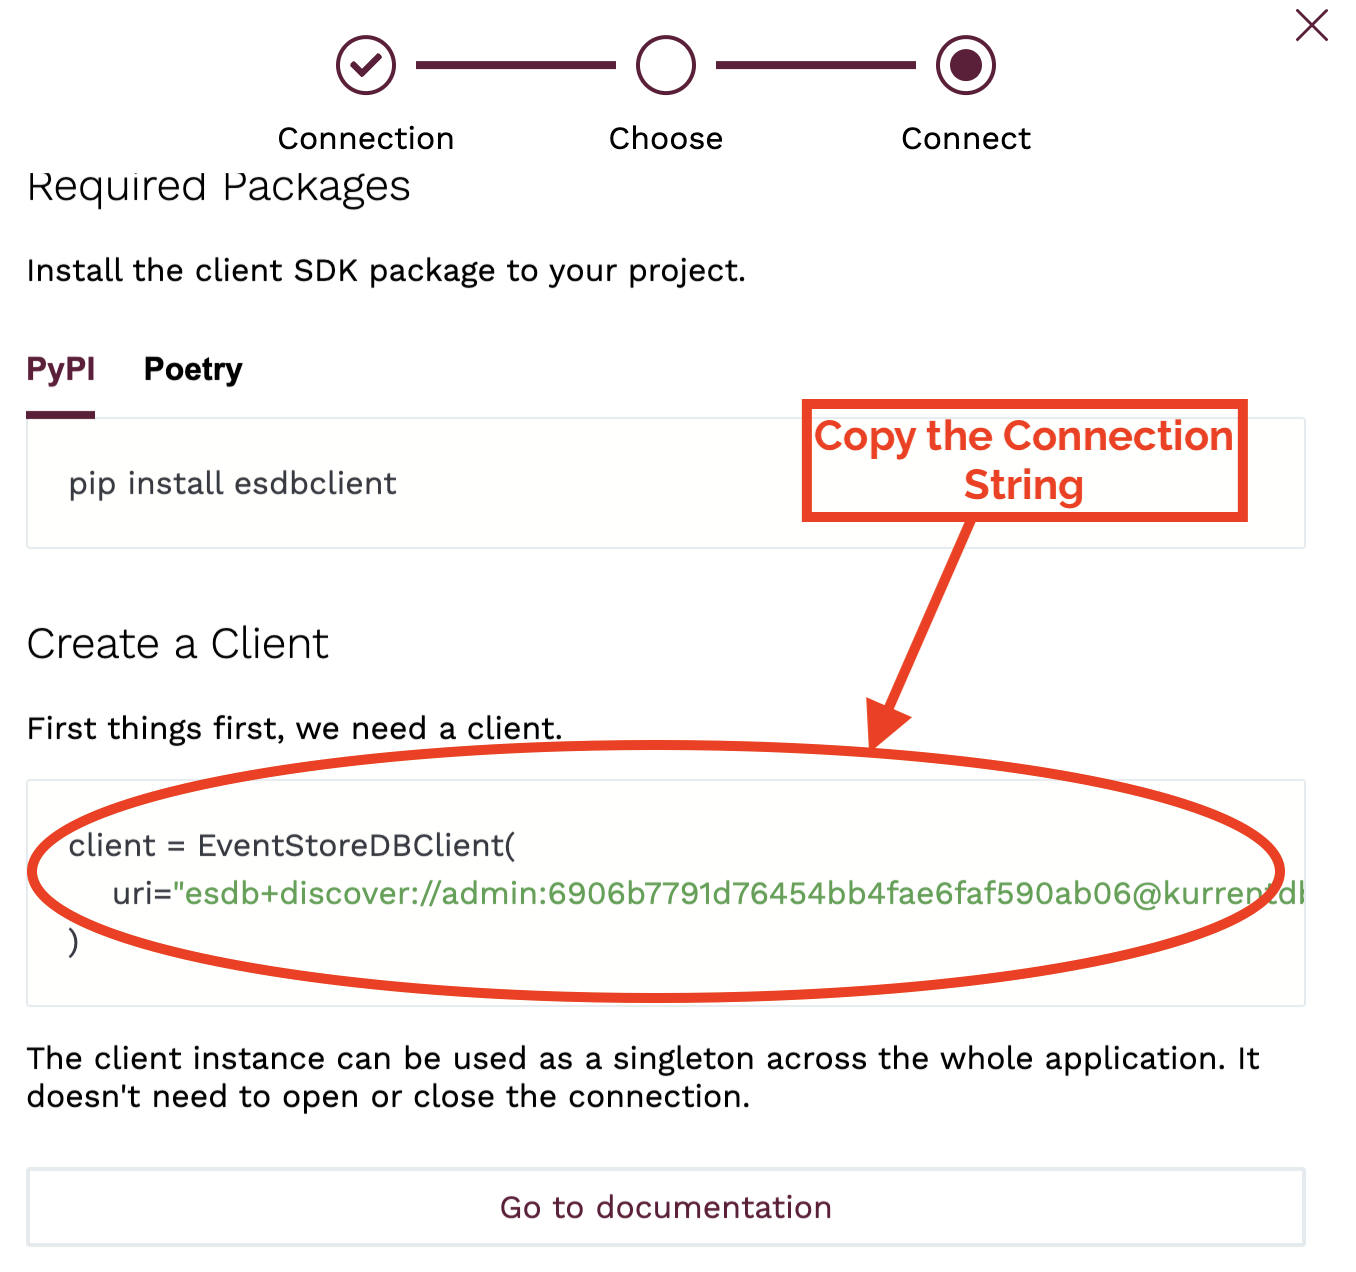 Connection
Choose
Connect
Required Packages
Install the client SDK package to your project.
PyPI
Poetry
Copy the Connection
String
pip install esdbclient
Create a Client
First things first, we need a client.
client = EventStoreDBClient(
uri="esdb+discover://admin:6906b7791d76454bb4fae6faf590ab06@kurrentdb
)
The client instance can be used as a singleton across the whole application. It
doesn't need to open or close the connection.
Go to documentation